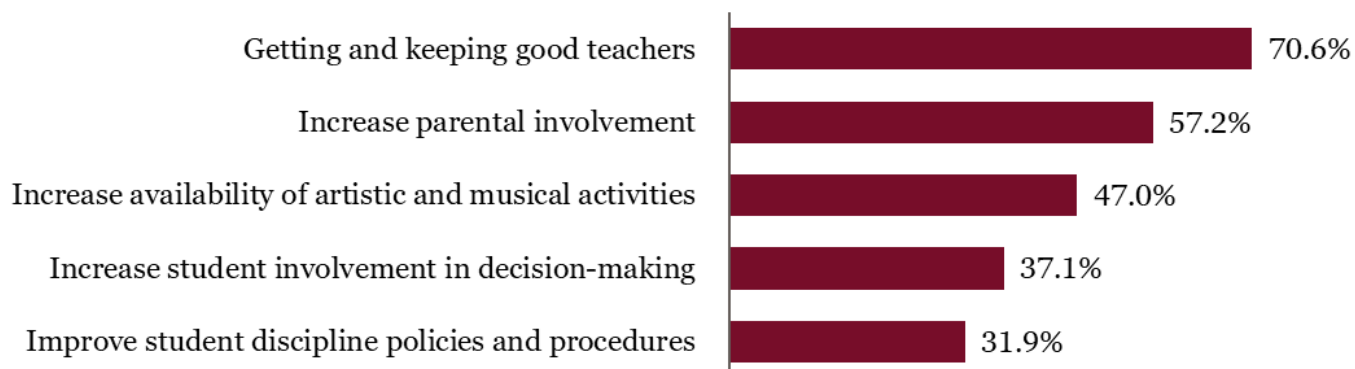 Getting and keeping good teachers 70.6%
Increase parental involvement 57.2%
Increase availability of artistic and musical activities 47.0%
Increase student involvement in decision-making 37.1%
Improve student discipline policies and procedures 31.9%